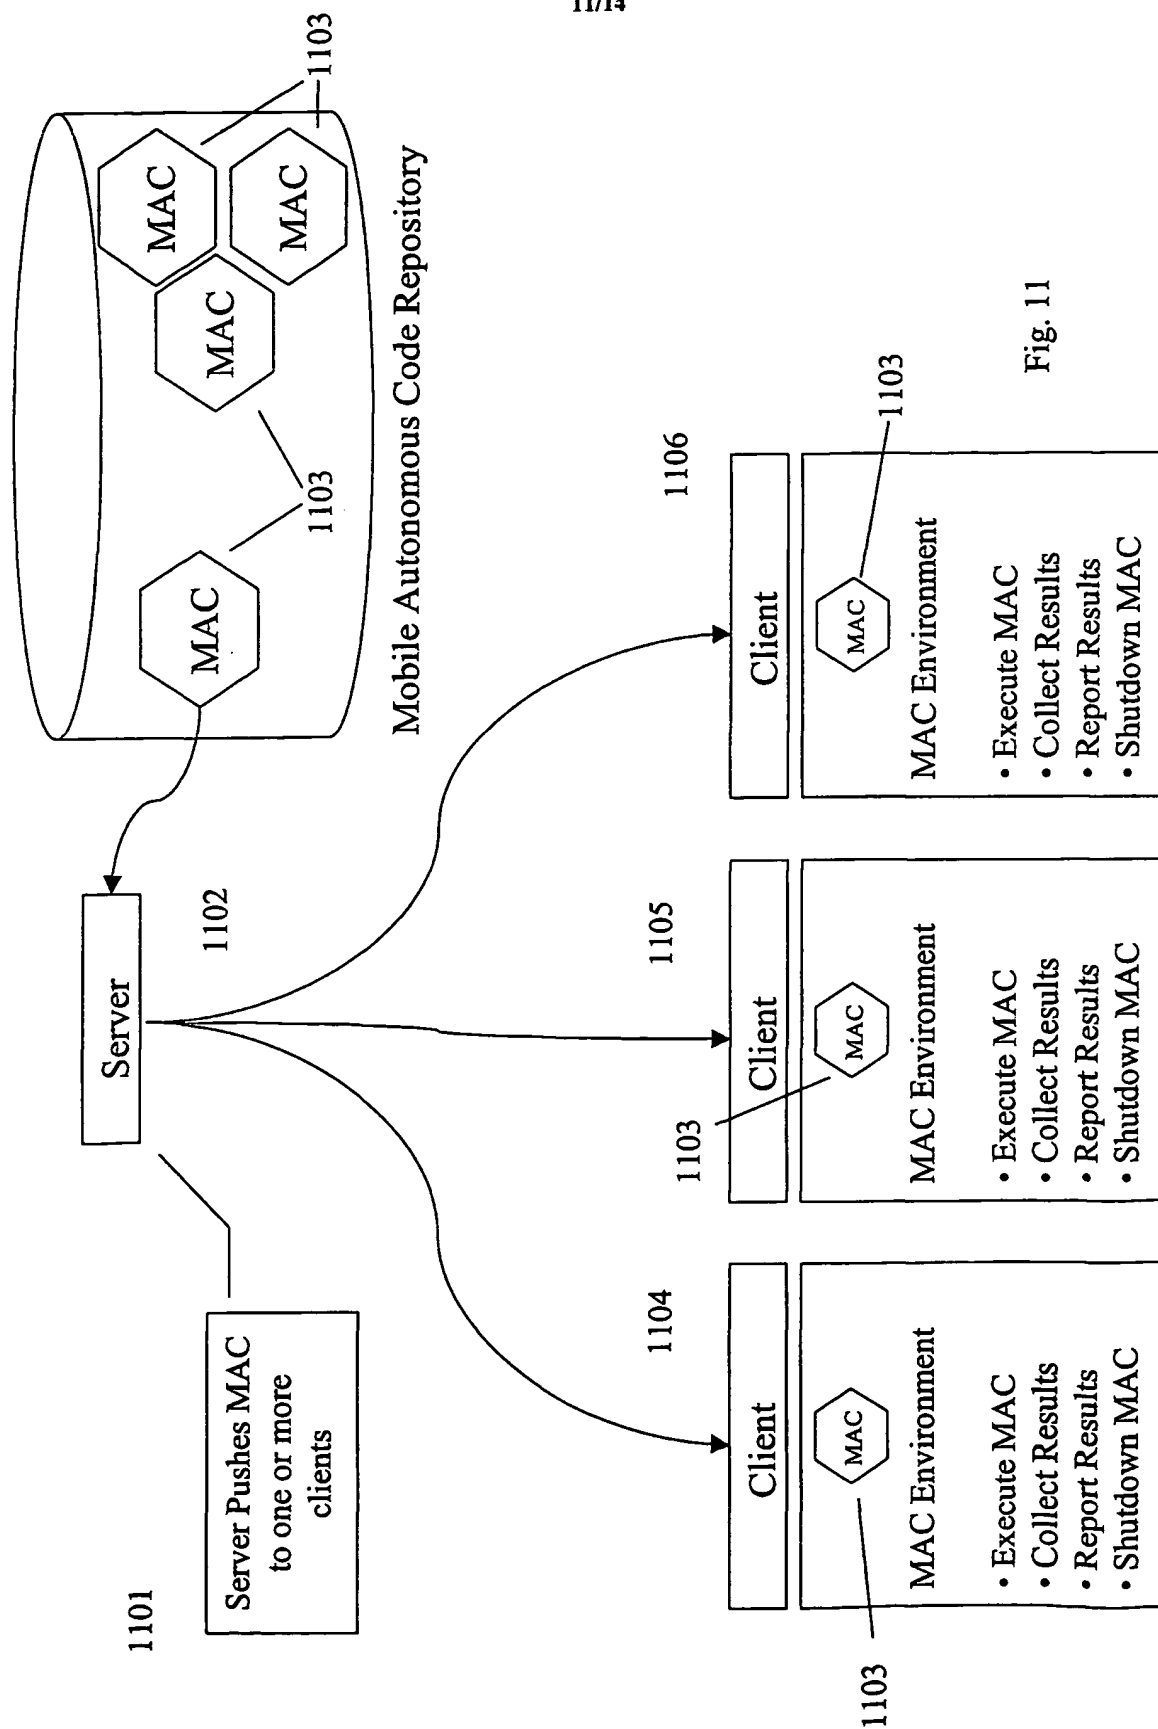 11/14
1101
Server Pushes MAC
to one or more
clients
Server
1102
MAC
MAC
MAC
MAC
1103
1103
Mobile Autonomous Code Repository
1104
Client
MAC
1103
MAC Environment
• Execute MAC
• Collect Results
• Report Results
• Shutdown MAC
1105
Client
MAC
1103
MAC Environment
• Execute MAC
• Collect Results
• Report Results
• Shutdown MAC
1106
Client
MAC
1103
MAC Environment
• Execute MAC
• Collect Results
• Report Results
• Shutdown MAC
Fig. 11